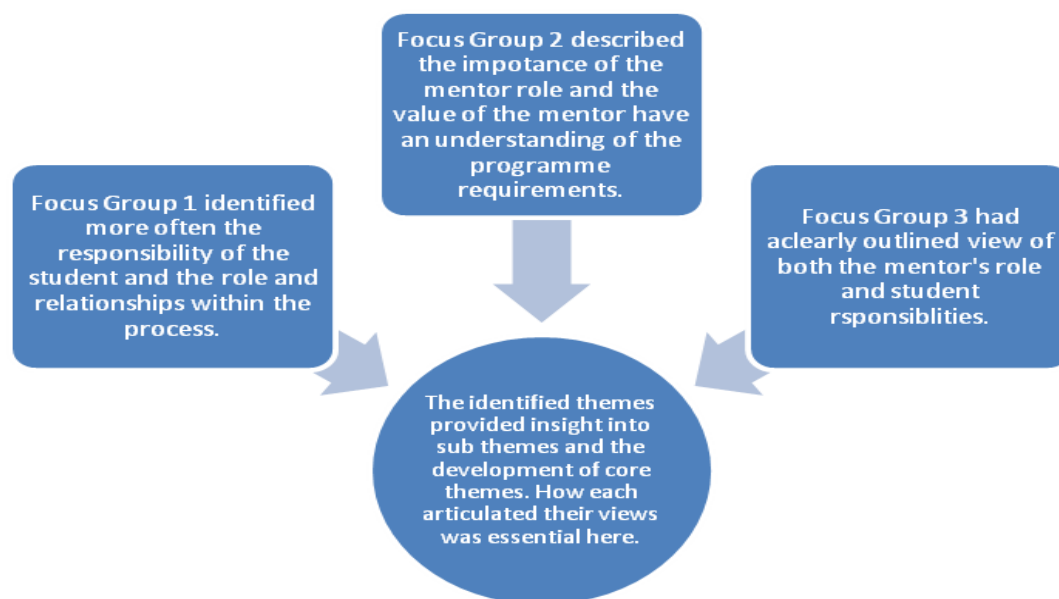 Focus Group 1 identified
more often the
responsibility of the
student and the role and
relationships within the
process.
Focus Group 2 described
the impotance of the
mentor role and the
value of the mentor have
an understanding of the
programme
requirements.
Focus Group 3 had
aclearly outlined view of
both the mentor's role
and student
rsponsiblities.
The identified themes
provided insight into
sub themes and the
development of core
themes. How each
articulated their views
was essential here.